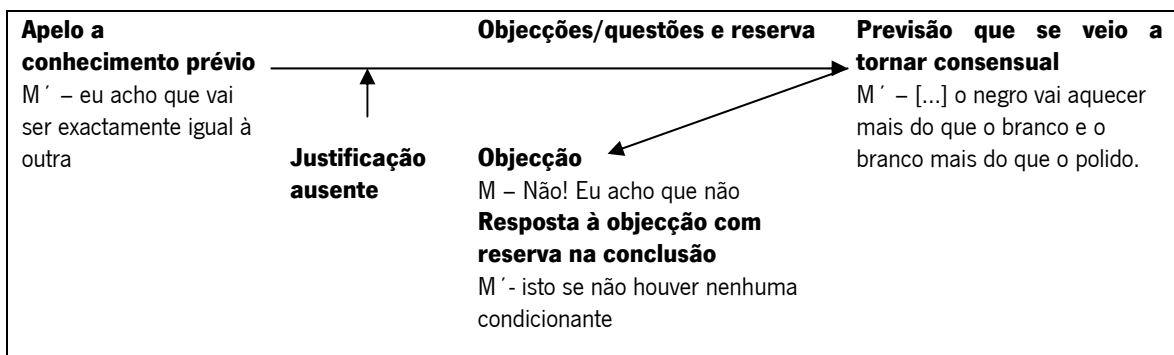 Apelo a
conhecimento prévio
M´ – eu acho que vai
ser exactamente igual à
outra
Justificação
ausente
Objecções/questões e reserva
Objecção
M – Não! Eu acho que não
Resposta à objecção com
reserva na conclusão
M´- isto se não houver nenhuma
condicionante
Previsão que se veio a
tornar consensual
M´ – [...] o negro vai aquecer
mais do que o branco e o
branco mais do que o polido.